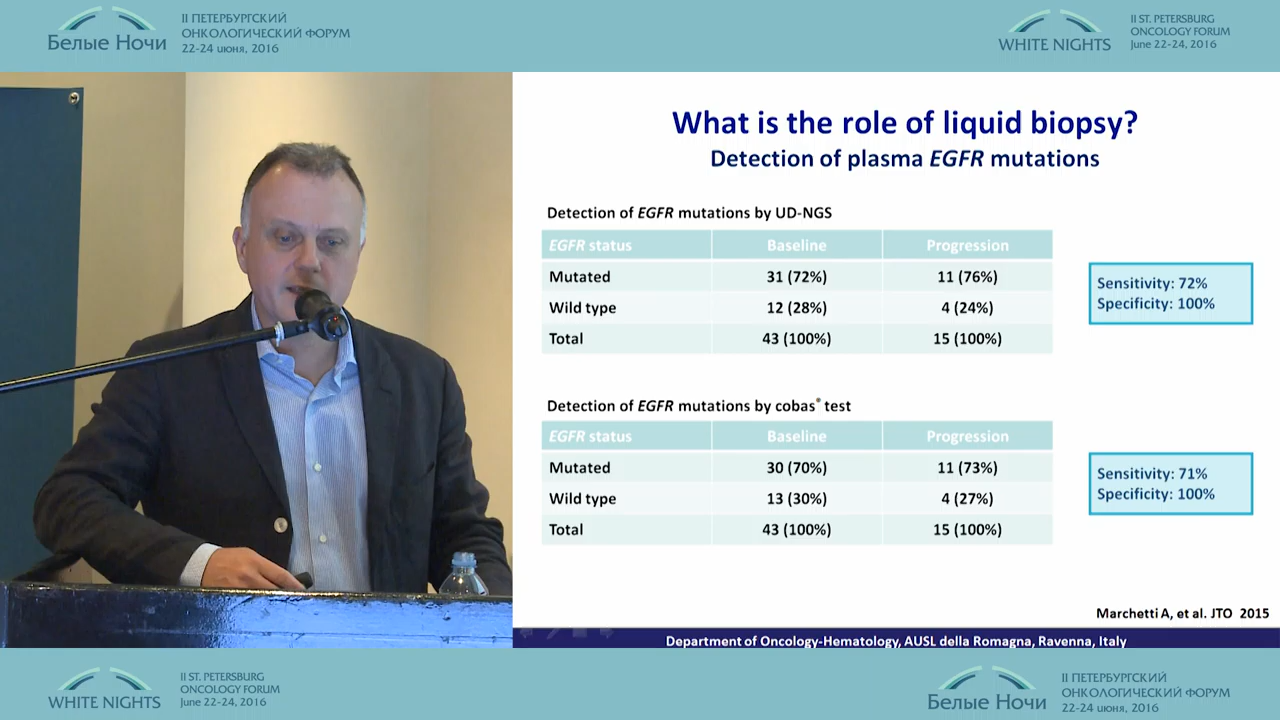 Белые Ночи
II ПЕТЕРБУРГСКИЙ
ОНКОЛОГИЧЕСКИЙ ФОРУМ
22-24 июня, 2016
WHITE NIGHTS
II ST. PETERSBURG
ONCOLOGY FORUM
June 22-24, 2016
What is the role of liquid biopsy?
Detection of plasma EGFR mutations
Detection of EGFR mutations by UD-NGS
EGFR status Baseline Progression
Mutated 31 (72%) 11 (76%)
Wild type 12 (28%) 4 (24%)
Total 43 (100%) 15 (100%)
Sensitivity: 72%
Specificity: 100%
Detection of EGFR mutations by cobas® test
EGFR status Baseline Progression
Mutated 30 (70%) 11 (73%)
Wild type 13 (30%) 4 (27%)
Total 43 (100%) 15 (100%)
Sensitivity: 71%
Specificity: 100%
Marchetti A, et al. JTO 2015
Department of Oncology-Hematology, AUSL della Romagna, Ravenna, Italy
WHITE NIGHTS
II ST. PETERSBURG
ONCOLOGY FORUM
June 22-24, 2016
Белые Ночи
II ПЕТЕРБУРГСКИЙ
ОНКОЛОГИЧЕСКИЙ ФОРУМ
22-24 июня, 2016